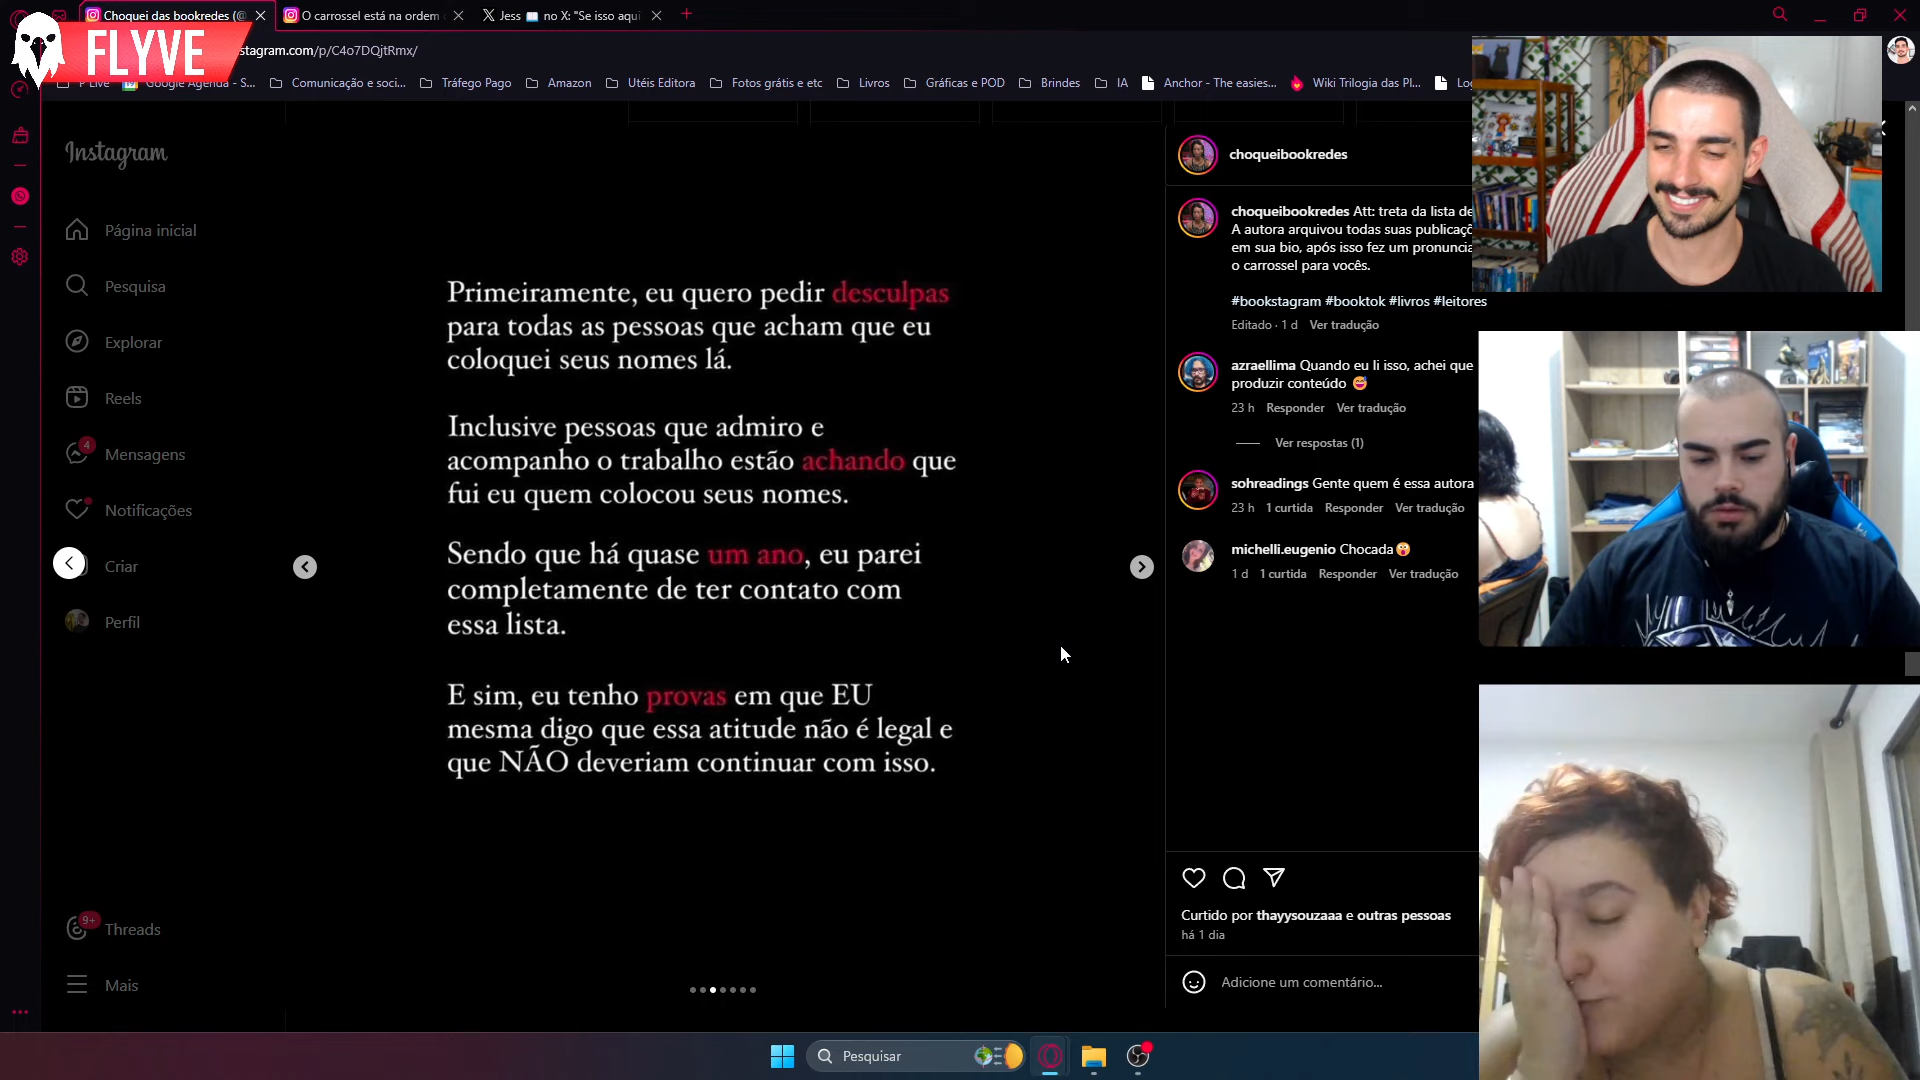 Choquei das bookredes (@
O carrossel está na ordem
Jess no X: "Se isso aqui
FLYVE
stagram.com/p/C4o7DQjtRmx/
P Live
Google Agenda - S...
Comunicação e soci...
Tráfego Pago
Amazon
Utéis Editora
Fotos grátis e etc
Livros
Gráficas e POD
Brindes
IA
Anchor - The easies...
Wiki Trilogia das Pl...
Instagram
Página inicial
Pesquisa
Explorar
Reels
4
Mensagens
Notificações
Criar
Perfil
9+
Threads
Mais
Primeiramente, eu quero pedir desculpas
para todas as pessoas que acham que eu
coloquei seus nomes lá.
Inclusive pessoas que admiro e
acompanho o trabalho estão achando que
fui eu quem colocou seus nomes.
Sendo que há quase um ano, eu parei
completamente de ter contato com
essa lista.
E sim, eu tenho provas em que EU
mesma digo que essa atitude não é legal e
que NÃO deveriam continuar com isso.
choqueibookredes
choqueibookredes Att: treta da lista de
A autora arquivou todas suas publicaçõ
em sua bio, após isso fez um pronuncia
o carrossel para vocês.
#bookstagram #booktok #livros #leitores
Editado · 1 d Ver tradução
azraellima Quando eu li isso, achei que
produzir conteúdo 😅
23 h Responder Ver tradução
Ver respostas (1)
sohreadings Gente quem é essa autora
23 h 1 curtida Responder Ver tradução
michelli.eugenio Chocada😱
1 d 1 curtida Responder Ver tradução
Curtido por thayysouzaaa e outras pessoas
há 1 dia
Adicione um comentário...
Pesquisar